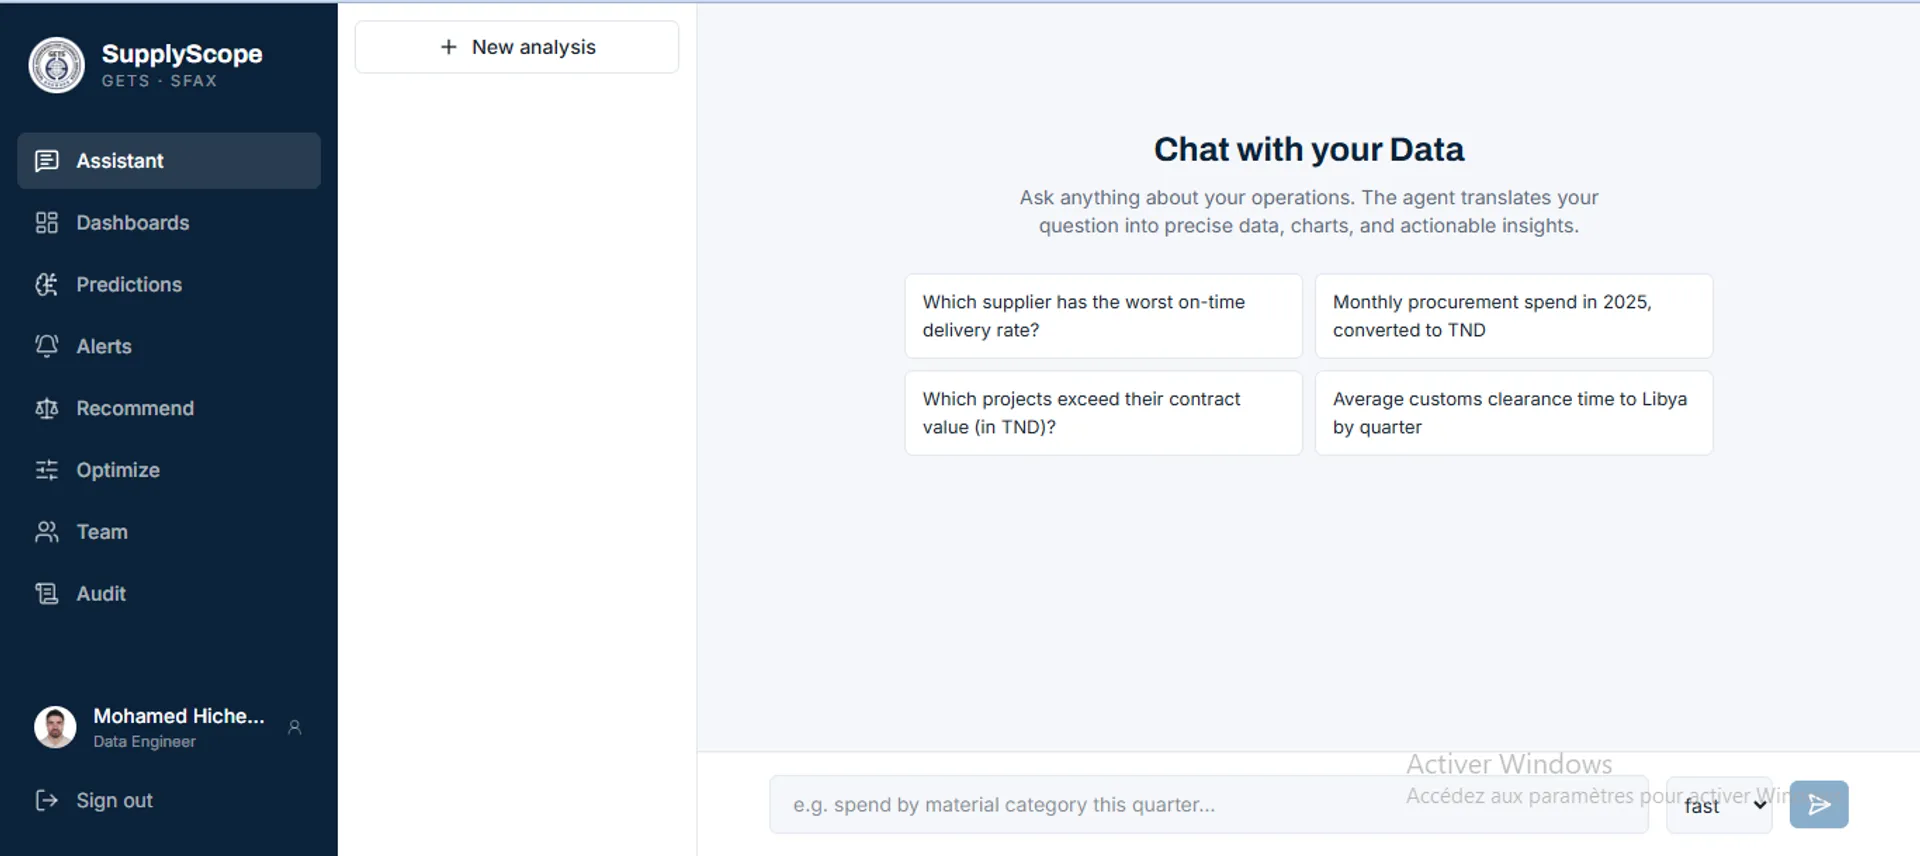 SupplyScope
GETS · SFAX
Assistant
Dashboards
Predictions
Alerts
Recommend
Optimize
Team
Audit
Mohamed Hiche...
Data Engineer
Sign out
+ New analysis
Chat with your Data
Ask anything about your operations. The agent translates your
question into precise data, charts, and actionable insights.
Which supplier has the worst on-time
delivery rate?
Monthly procurement spend in 2025,
converted to TND
Which projects exceed their contract
value (in TND)?
Average customs clearance time to Libya
by quarter
e.g. spend by material category this quarter...
fast
Activer Windows
Accédez aux paramètres pour activer